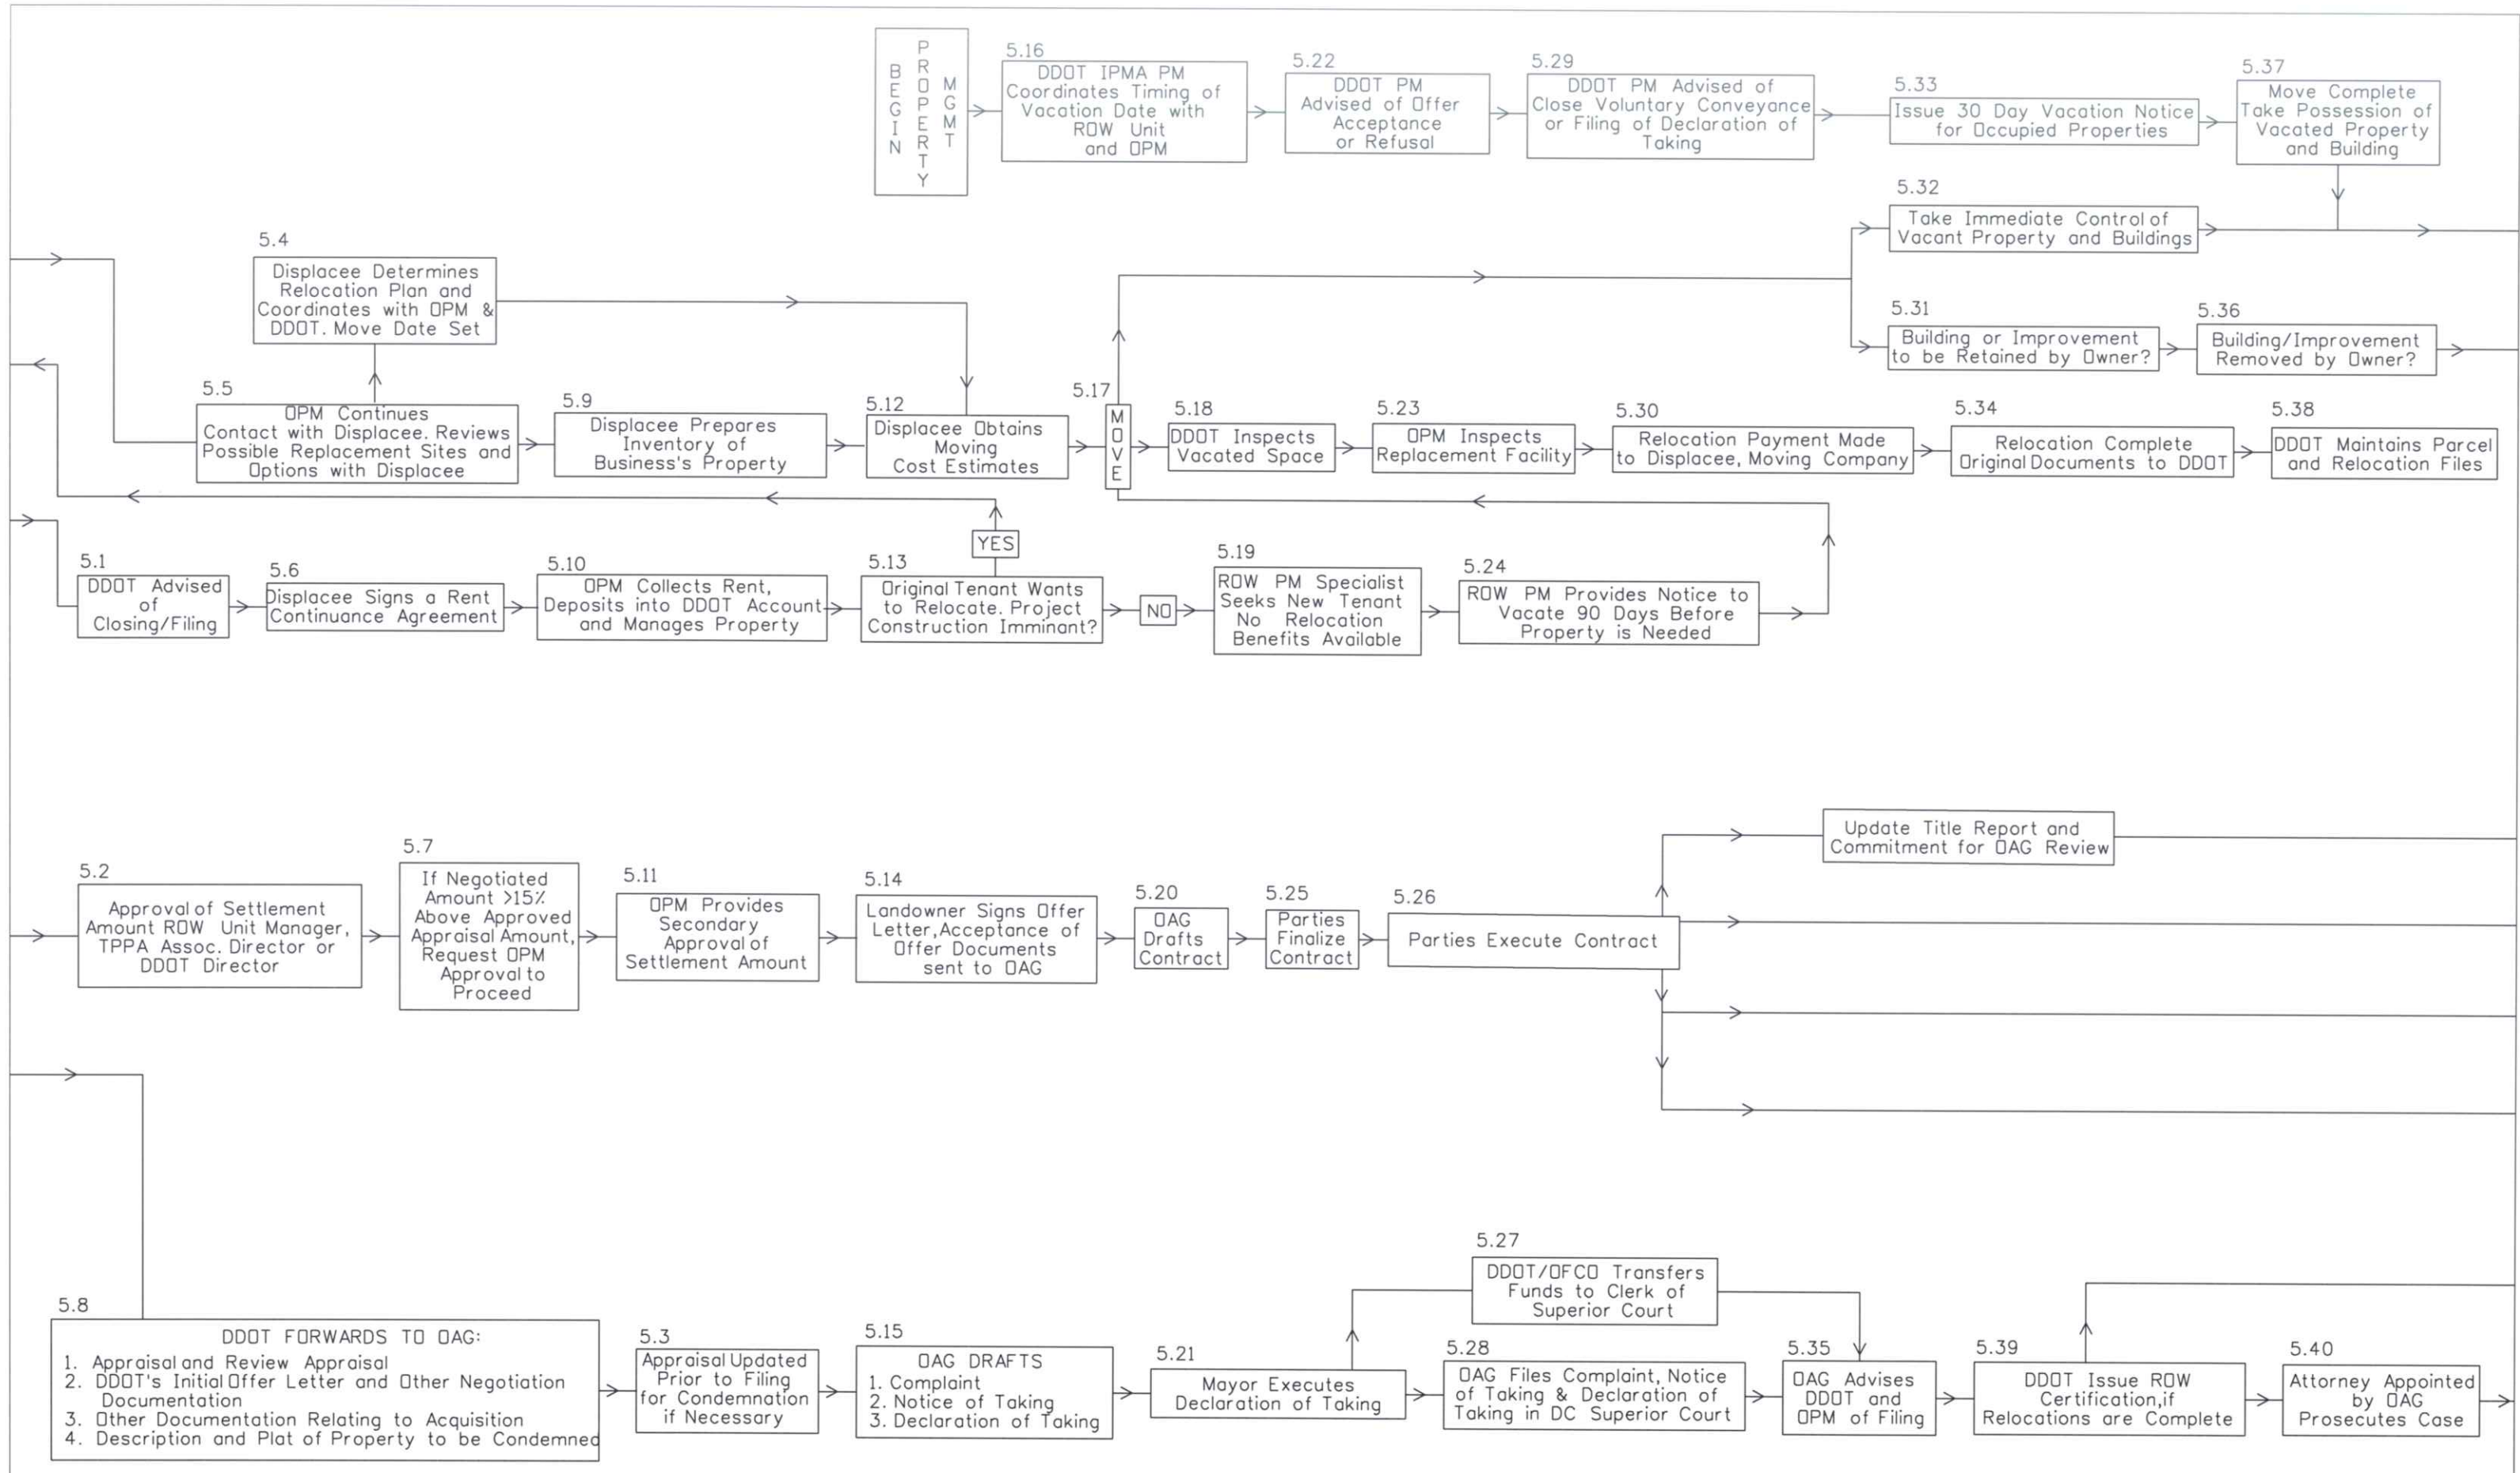 BEGIN
PROPERTY
MGMT
5.16
DDOT IPMA PM
Coordinates Timing of
Vacation Date with
ROW Unit
and OPM
5.22
DDOT PM
Advised of Offer
Acceptance
or Refusal
5.29
DDOT PM Advised of
Close Voluntary Conveyance
or Filing of Declaration of
Taking
5.33
Issue 30 Day Vacation Notice
for Occupied Properties
5.37
Move Complete
Take Possession of
Vacated Property
and Building
5.32
Take Immediate Control of
Vacant Property and Buildings
5.4
Displacee Determines
Relocation Plan and
Coordinates with OPM &
DDOT. Move Date Set
5.31
Building or Improvement
to be Retained by Owner?
5.36
Building/Improvement
Removed by Owner?
5.5
OPM Continues
Contact with Displacee. Reviews
Possible Replacement Sites and
Options with Displacee
5.9
Displacee Prepares
Inventory of
Business's Property
5.12
Displacee Obtains
Moving
Cost Estimates
5.17
MOVE
5.18
DDOT Inspects
Vacated Space
5.23
OPM Inspects
Replacement Facility
5.30
Relocation Payment Made
to Displacee, Moving Company
5.34
Relocation Complete
Original Documents to DDOT
5.38
DDOT Maintains Parcel
and Relocation Files
5.1
DDOT Advised
of
Closing/Filing
5.6
Displacee Signs a Rent
Continuance Agreement
5.10
OPM Collects Rent,
Deposits into DDOT Account
and Manages Property
5.13
Original Tenant Wants
to Relocate. Project
Construction Imminant?
YES
NO
5.19
ROW PM Specialist
Seeks New Tenant
No Relocation
Benefits Available
5.24
ROW PM Provides Notice to
Vacate 90 Days Before
Property is Needed
5.2
Approval of Settlement
Amount ROW Unit Manager,
TPPA Assoc. Director or
DDOT Director
5.7
If Negotiated
Amount >15%
Above Approved
Appraisal Amount,
Request OPM
Approval to
Proceed
5.11
OPM Provides
Secondary
Approval of
Settlement Amount
5.14
Landowner Signs Offer
Letter, Acceptance of
Offer Documents
sent to OAG
5.20
OAG
Drafts
Contract
5.25
Parties
Finalize
Contract
5.26
Parties Execute Contract
Update Title Report and
Commitment for OAG Review
5.8
DDOT FORWARDS TO OAG:
1. Appraisal and Review Appraisal
2. DDOT's Initial Offer Letter and Other Negotiation
Documentation
3. Other Documentation Relating to Acquisition
4. Description and Plat of Property to be Condemned
5.3
Appraisal Updated
Prior to Filing
for Condemnation
if Necessary
5.15
OAG DRAFTS
1. Complaint
2. Notice of Taking
3. Declaration of Taking
5.21
Mayor Executes
Declaration of Taking
5.27
DDOT/OFCO Transfers
Funds to Clerk of
Superior Court
5.28
OAG Files Complaint, Notice
of Taking & Declaration of
Taking in DC Superior Court
5.35
OAG Advises
DDOT and
OPM of Filing
5.39
DDOT Issue ROW
Certification, if
Relocations are Complete
5.40
Attorney Appointed
by OAG
Prosecutes Case